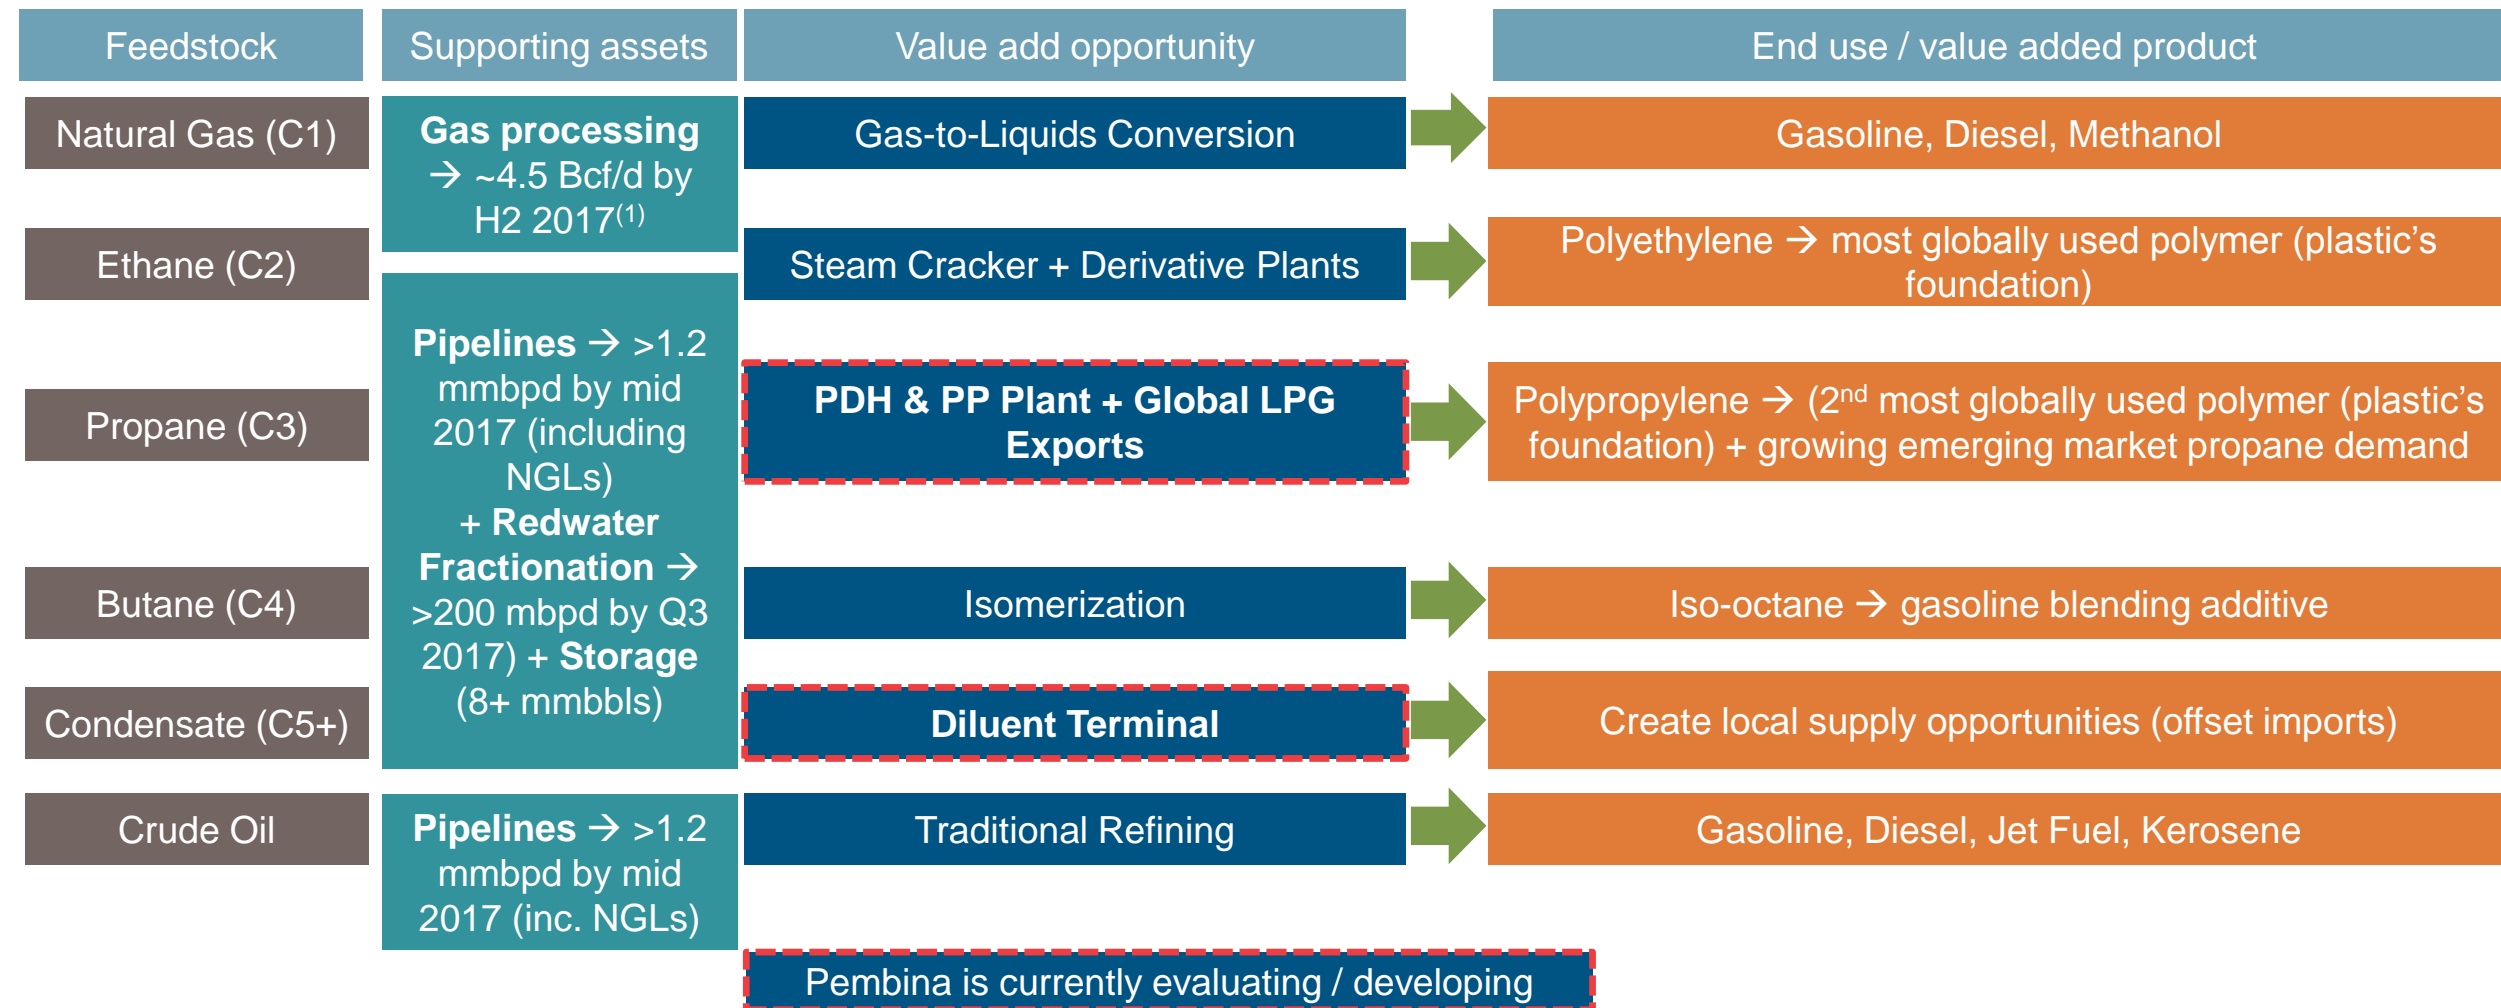 Feedstock
Supporting assets
Value add opportunity
End use / value added product
Natural Gas (C1)
Gas processing
→ ~4.5 Bcf/d by
H2 2017(1)
Gas-to-Liquids Conversion
Gasoline, Diesel, Methanol
Ethane (C2)
Steam Cracker + Derivative Plants
Polyethylene → most globally used polymer (plastic's
foundation)
Pipelines → >1.2
mmbpd by mid
2017 (including
NGLs)
+ Redwater
Fractionation →
>200 mbpd by Q3
2017) + Storage
(8+ mmbbls)
Propane (C3)
PDH & PP Plant + Global LPG
Exports
Polypropylene → (2nd most globally used polymer (plastic's
foundation) + growing emerging market propane demand
Butane (C4)
Isomerization
Iso-octane → gasoline blending additive
Condensate (C5+)
Diluent Terminal
Create local supply opportunities (offset imports)
Crude Oil
Pipelines → >1.2
mmbpd by mid
2017 (inc. NGLs)
Traditional Refining
Gasoline, Diesel, Jet Fuel, Kerosene
Pembina is currently evaluating / developing